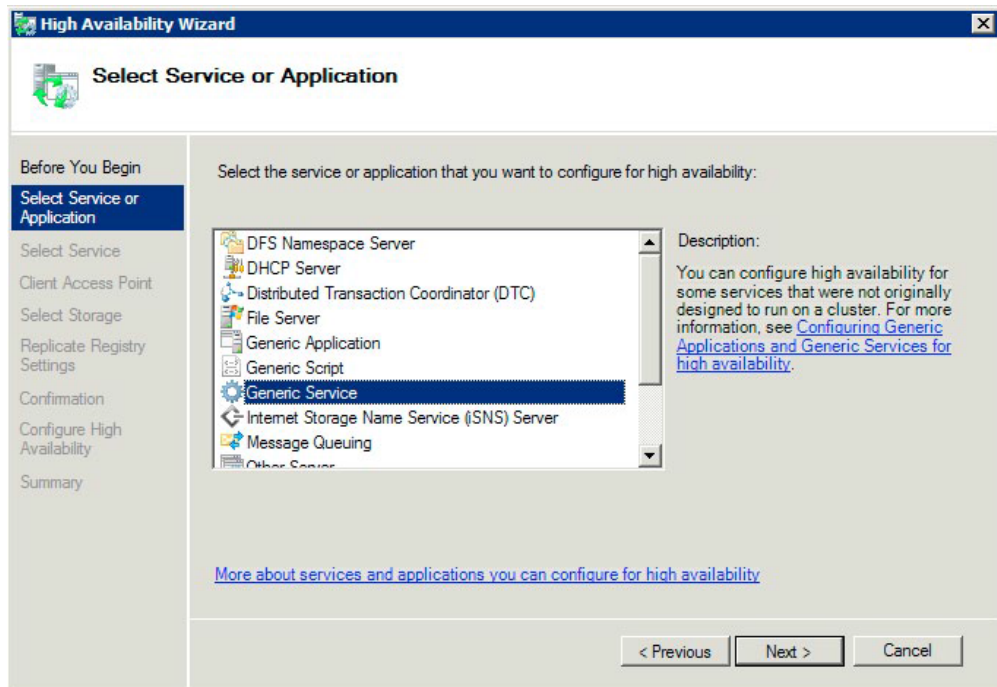 High Availability Wizard
Select Service or Application
Before You Begin
Select Service or
Application
Select Service
Client Access Point
Select Storage
Replicate Registry
Settings
Confirmation
Configure High
Availability
Summary
Select the service or application that you want to configure for high availability:
DFS Namespace Server
DHCP Server
Distributed Transaction Coordinator (DTC)
File Server
Generic Application
Generic Script
Generic Service
Internet Storage Name Service (iSNS) Server
Message Queuing
Other Server
Description:
You can configure high availability for
some services that were not originally
designed to run on a cluster. For more
information, see Configuring Generic
Applications and Generic Services for
high availability.
More about services and applications you can configure for high availability
< Previous
Next >
Cancel